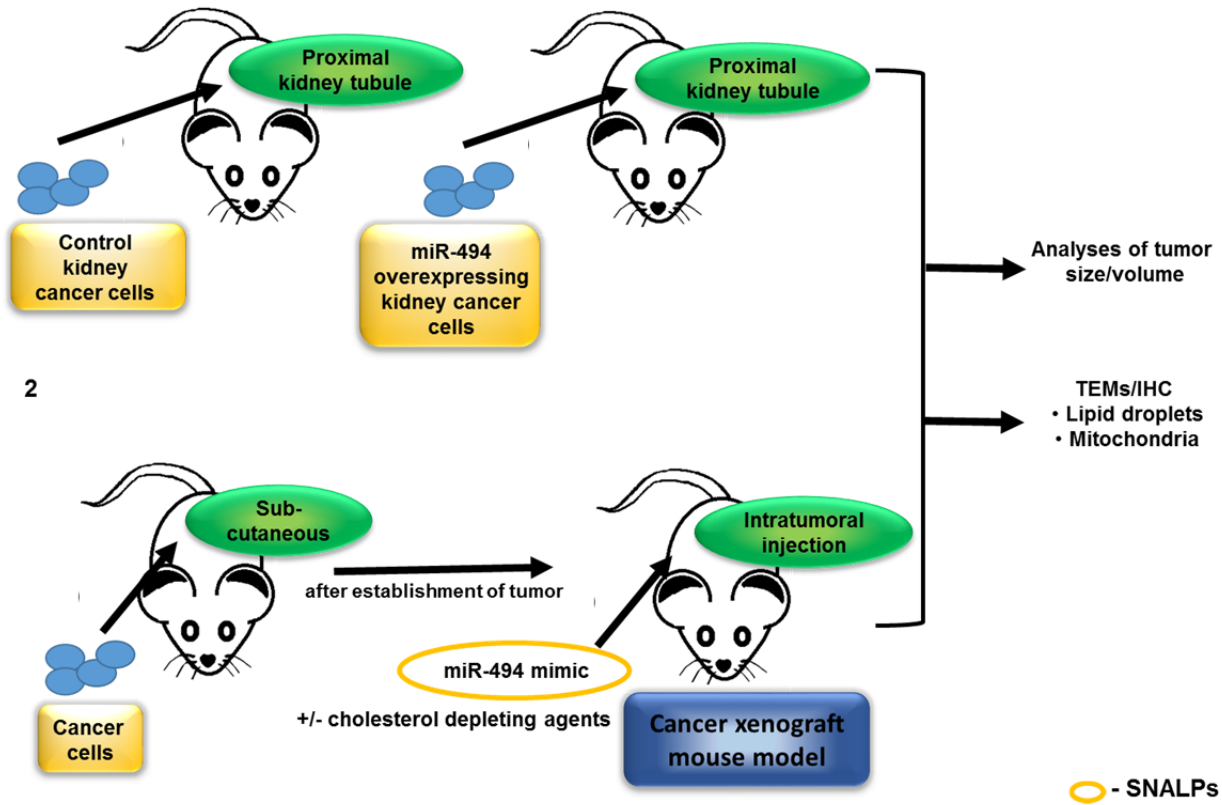 Proximal
kidney tubule
Proximal
kidney tubule
Control
kidney
cancer cells
miR-494
overexpressing
kidney cancer
cells
Analyses of tumor
size/volume
TEMs/IHC
• Lipid droplets
• Mitochondria
2
Sub-
cutaneous
after establishment of tumor
Intratumoral
injection
miR-494 mimic
+/- cholesterol depleting agents
Cancer
cells
Cancer xenograft
mouse model
- SNALPs